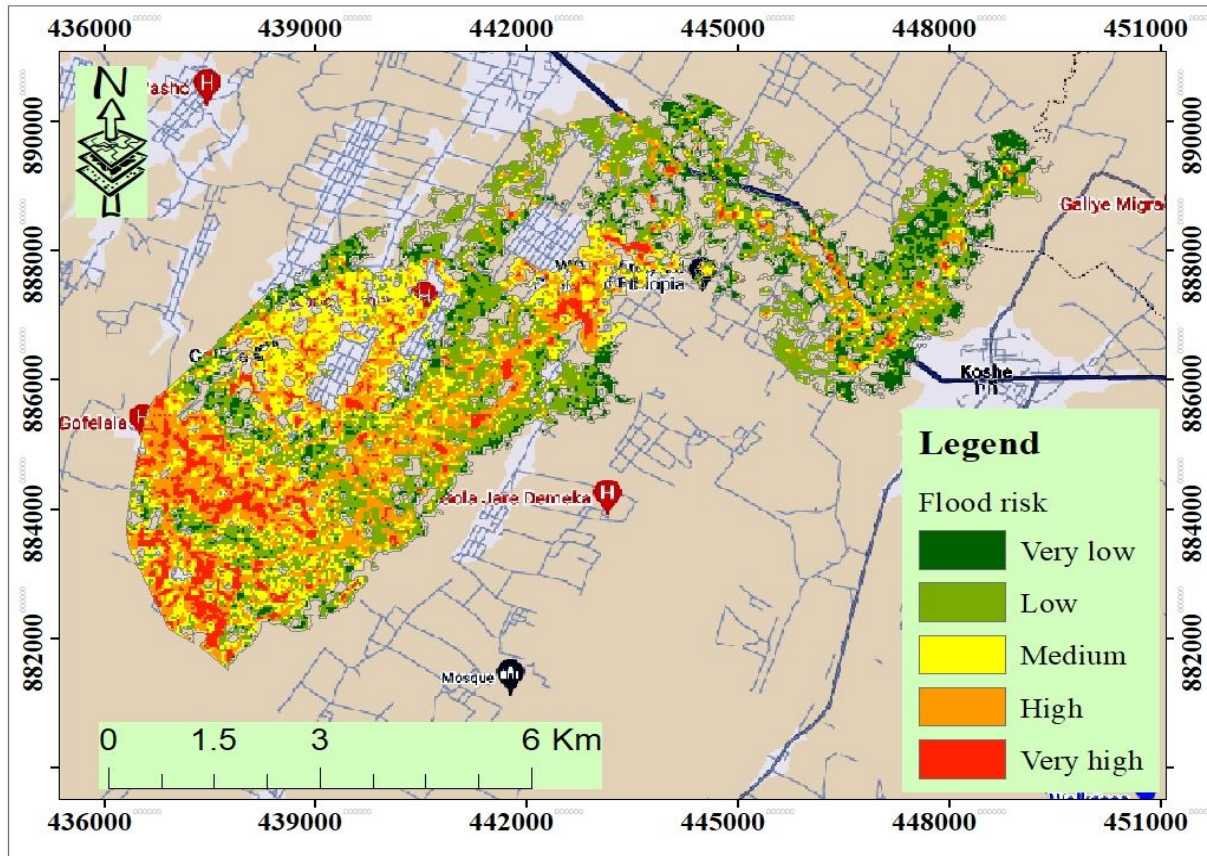 436000 439000 442000 445000 448000 451000
890000 890000
N
Galiye Migra
888000 888000
886000 886000
Koshe
Gofelala
884000 884000
Jare Demeka
882000 882000
Mosque
Legend
Flood risk
Very low
Low
Medium
High
Very high
0 1.5 3 6 Km
436000 439000 442000 445000 448000 451000